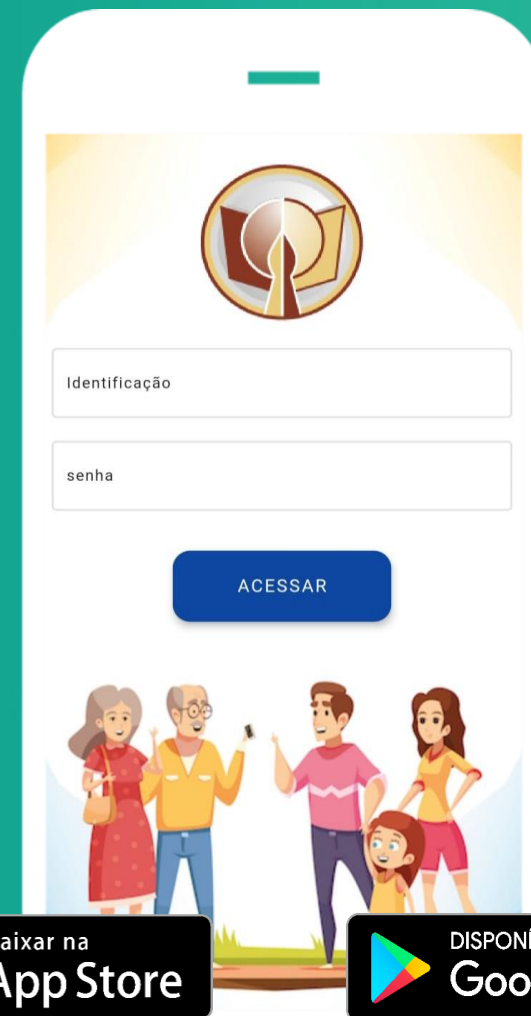 Identificação
senha
ACESSAR
aixar na
App Store
DISPONÍ
Goo